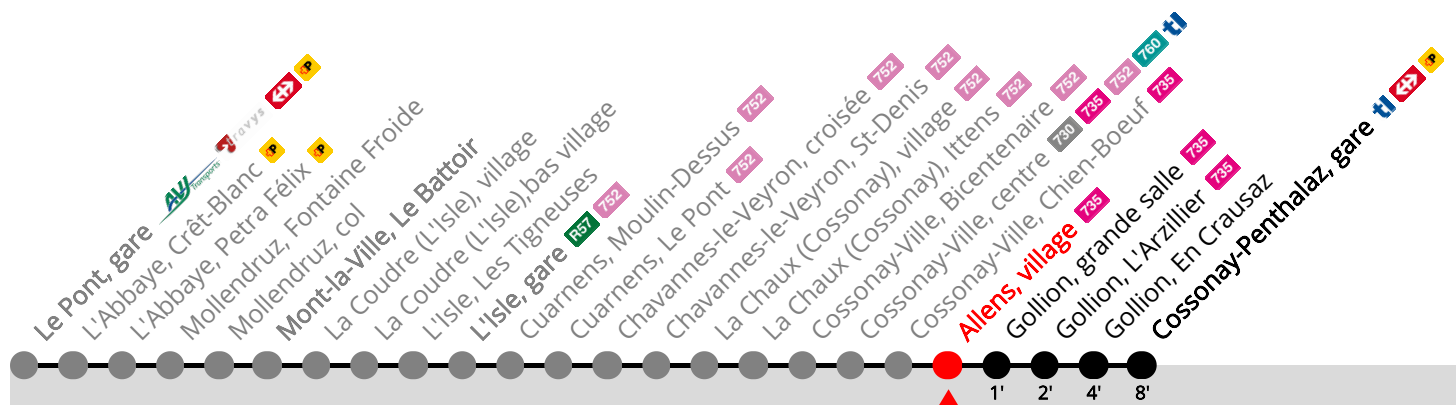 Le Pont, gare AVJ Transports Travys P
L'Abbaye, Crêt-Blanc P
L'Abbaye, Petra Félix P
Mollendruz, Fontaine Froide
Mollendruz, col
Mont-la-Ville, Le Battoir
La Coudre (L'Isle), village
La Coudre (L'Isle),bas village
L'Isle, Les Tigneuses
L'Isle, gare R57 752
Cuarnens, Moulin-Dessus 752
Cuarnens, Le Pont 752
Chavannes-le-Veyron, croisée 752
Chavannes-le-Veyron, St-Denis 752
La Chaux (Cossonay), village 752
La Chaux (Cossonay), Ittens 752
Cossonay-Ville, Bicentenaire 752
Cossonay-Ville, centre 730 735 752 760 tl
Cossonay-Ville, Chien-Boeuf 735
Allens, village 735
Gollion, grande salle 735
Gollion, L'Arzillier 735
Gollion, En Crausaz
Cossonay-Penthalaz, gare tl P
1' 2' 4' 8'